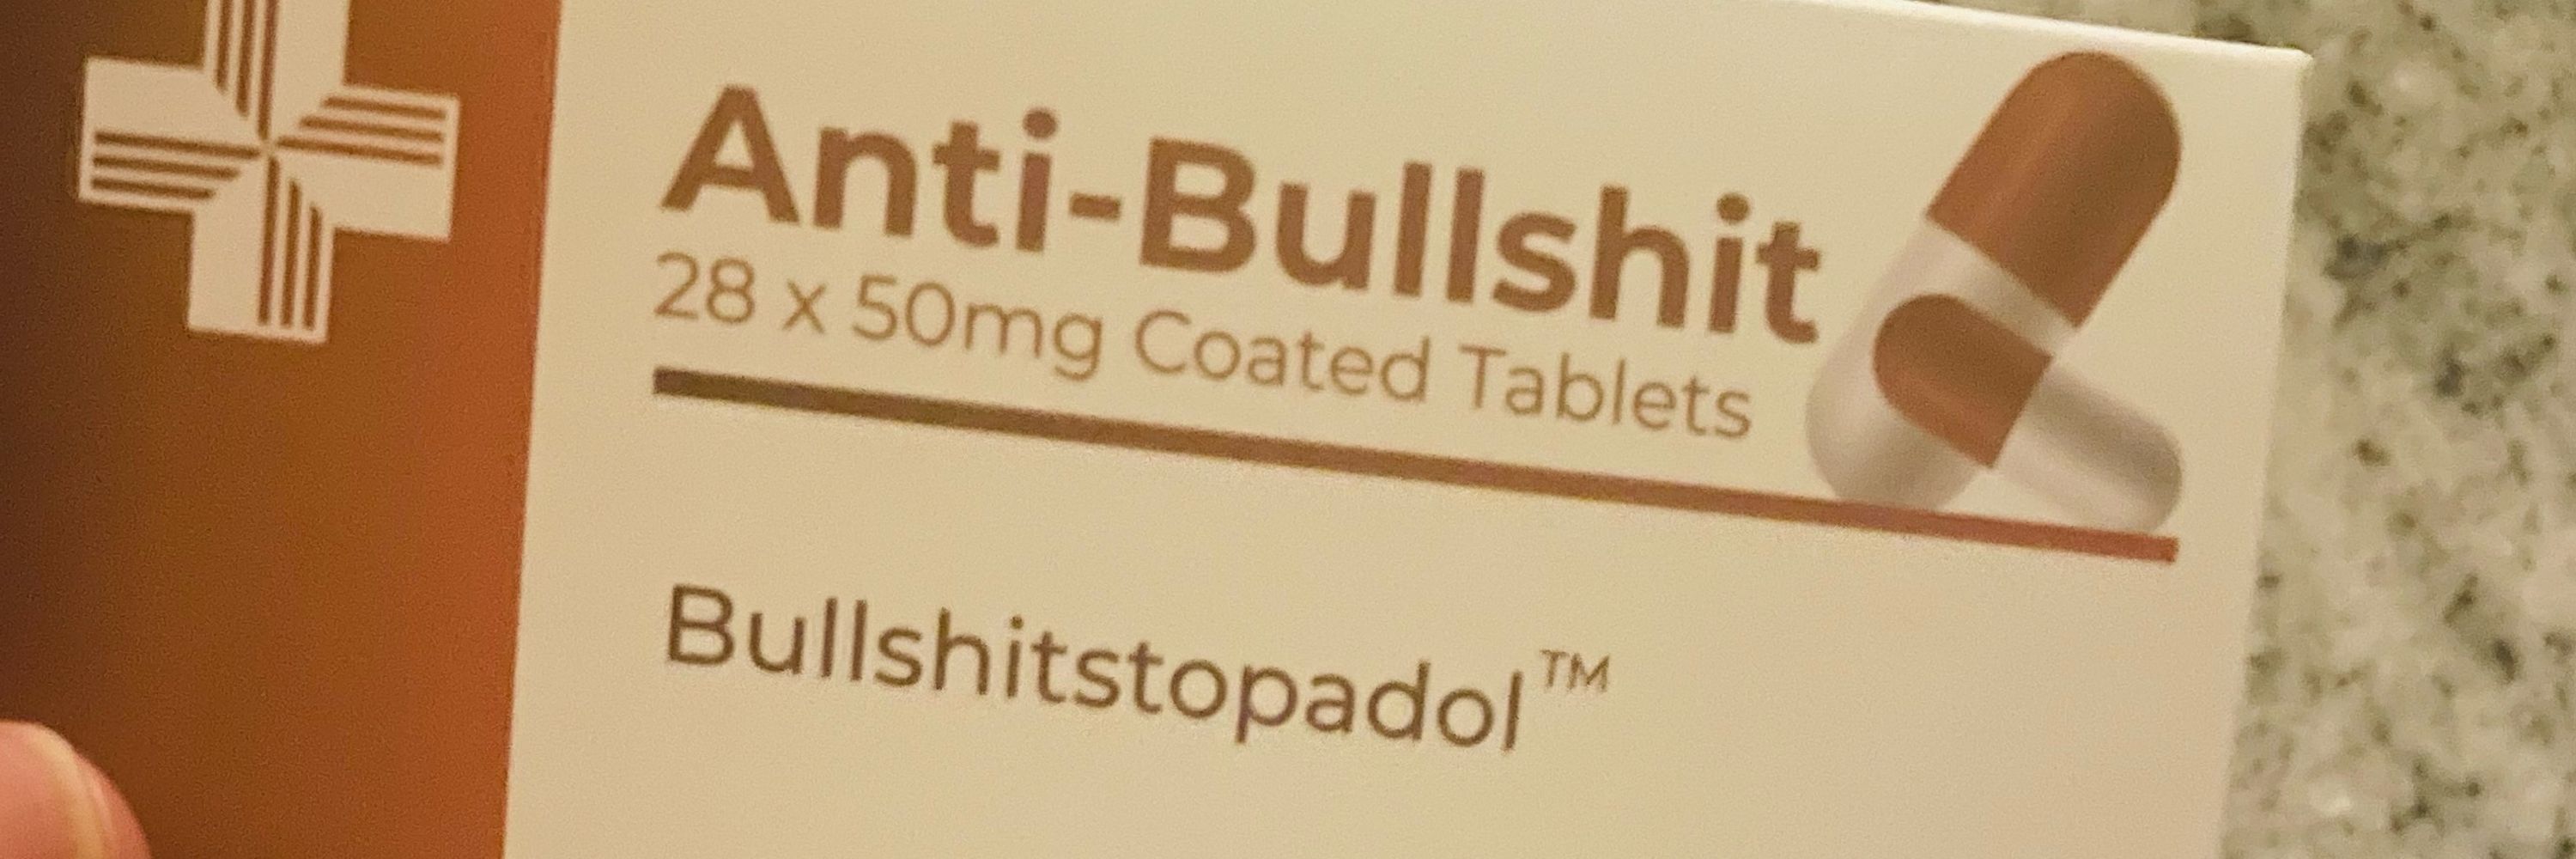 Anti-Bullshit
28 x 50mg Coated Tablets
Bullshitstopadol™